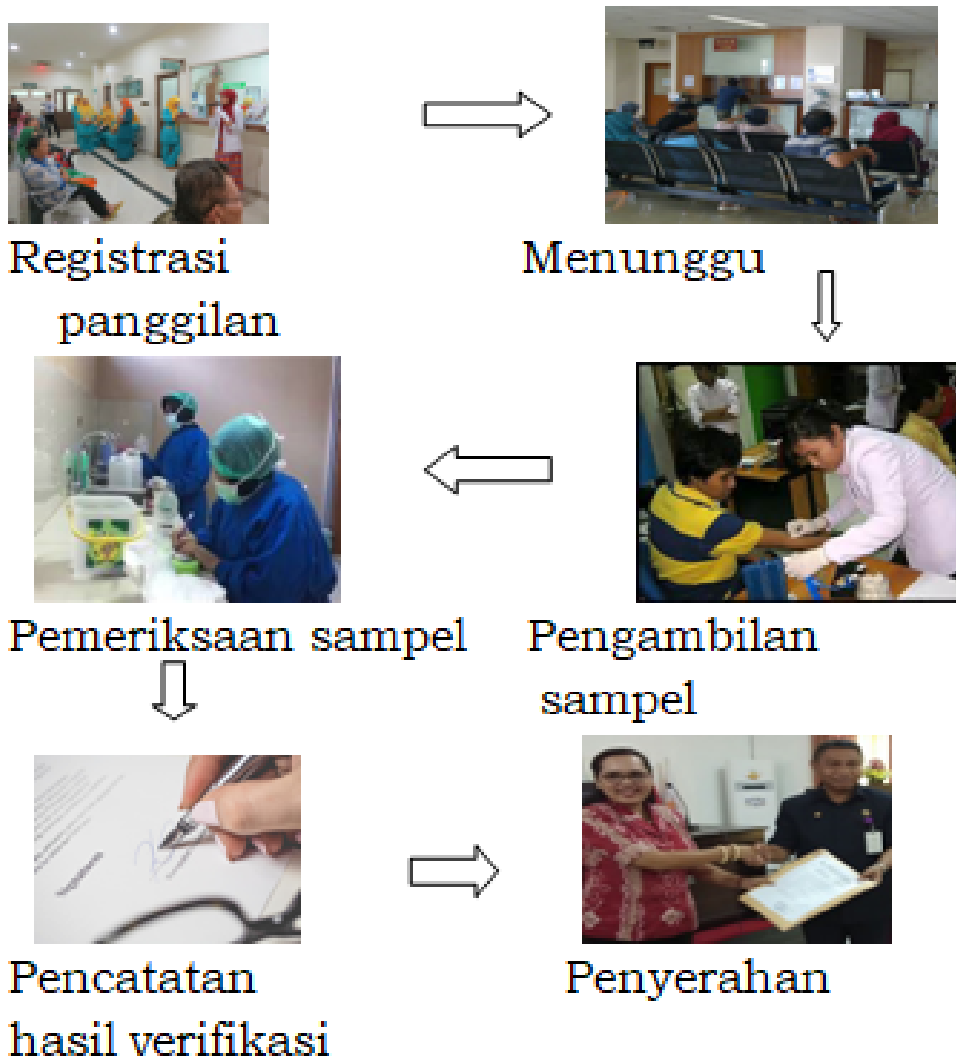 Registrasi
Menunggu
panggilan
Pemeriksaan sampel
Pengambilan
sampel
Pencatatan
Penyerahan
hasil verifikasi